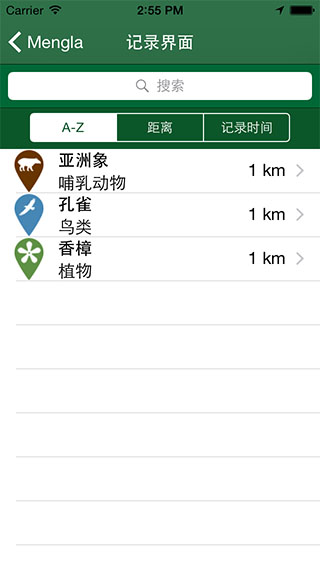 Carrier 2:55 PM
Mengla 记录界面
搜索
A-Z 距离 记录时间
亚洲象
1 km
哺乳动物
孔雀
1 km
鸟类
香樟
1 km
植物